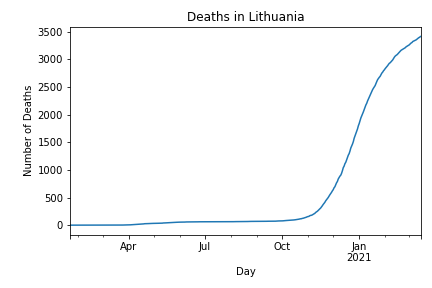 Deaths in Lithuania
3500
3000
2500
2000
1500
1000
500
0
Number of Deaths
Apr
Jul
Oct
Jan
2021
Day